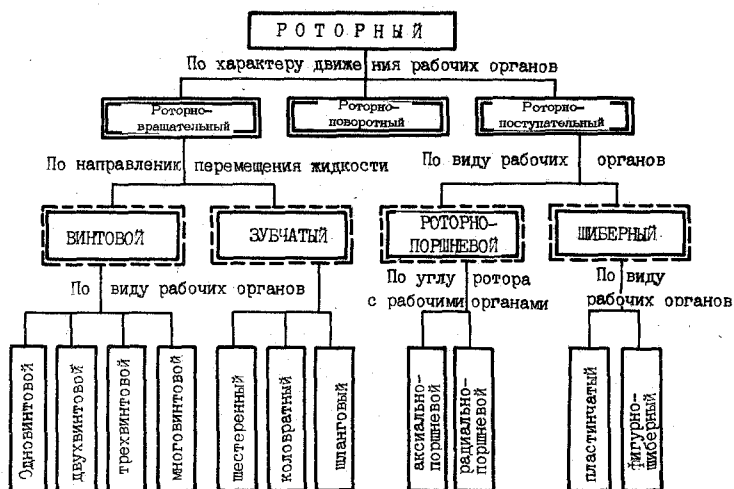 РОТОРНЫЙ
По характеру движения рабочих органов
Роторно-
вращательный
Роторно-
поворотный
Роторно-
поступательный
По направлении перемещения жидкости
По виду рабочих органов
ВИНТОВОЙ
ЗУБЧАТЫЙ
РОТОРНО-
ПОРШНЕВОЙ
ШИБЕРНЫЙ
По виду рабочих органов
По углу ротора
с рабочими органами
По виду
рабочих органов
Одновинтовой
двухвинтовой
трехвинтовой
многовинтовой
шестеренный
коловратный
шланговый
аксиально-
поршневой
радиально-
поршневой
пластинчатый
фигурно-
шиберный